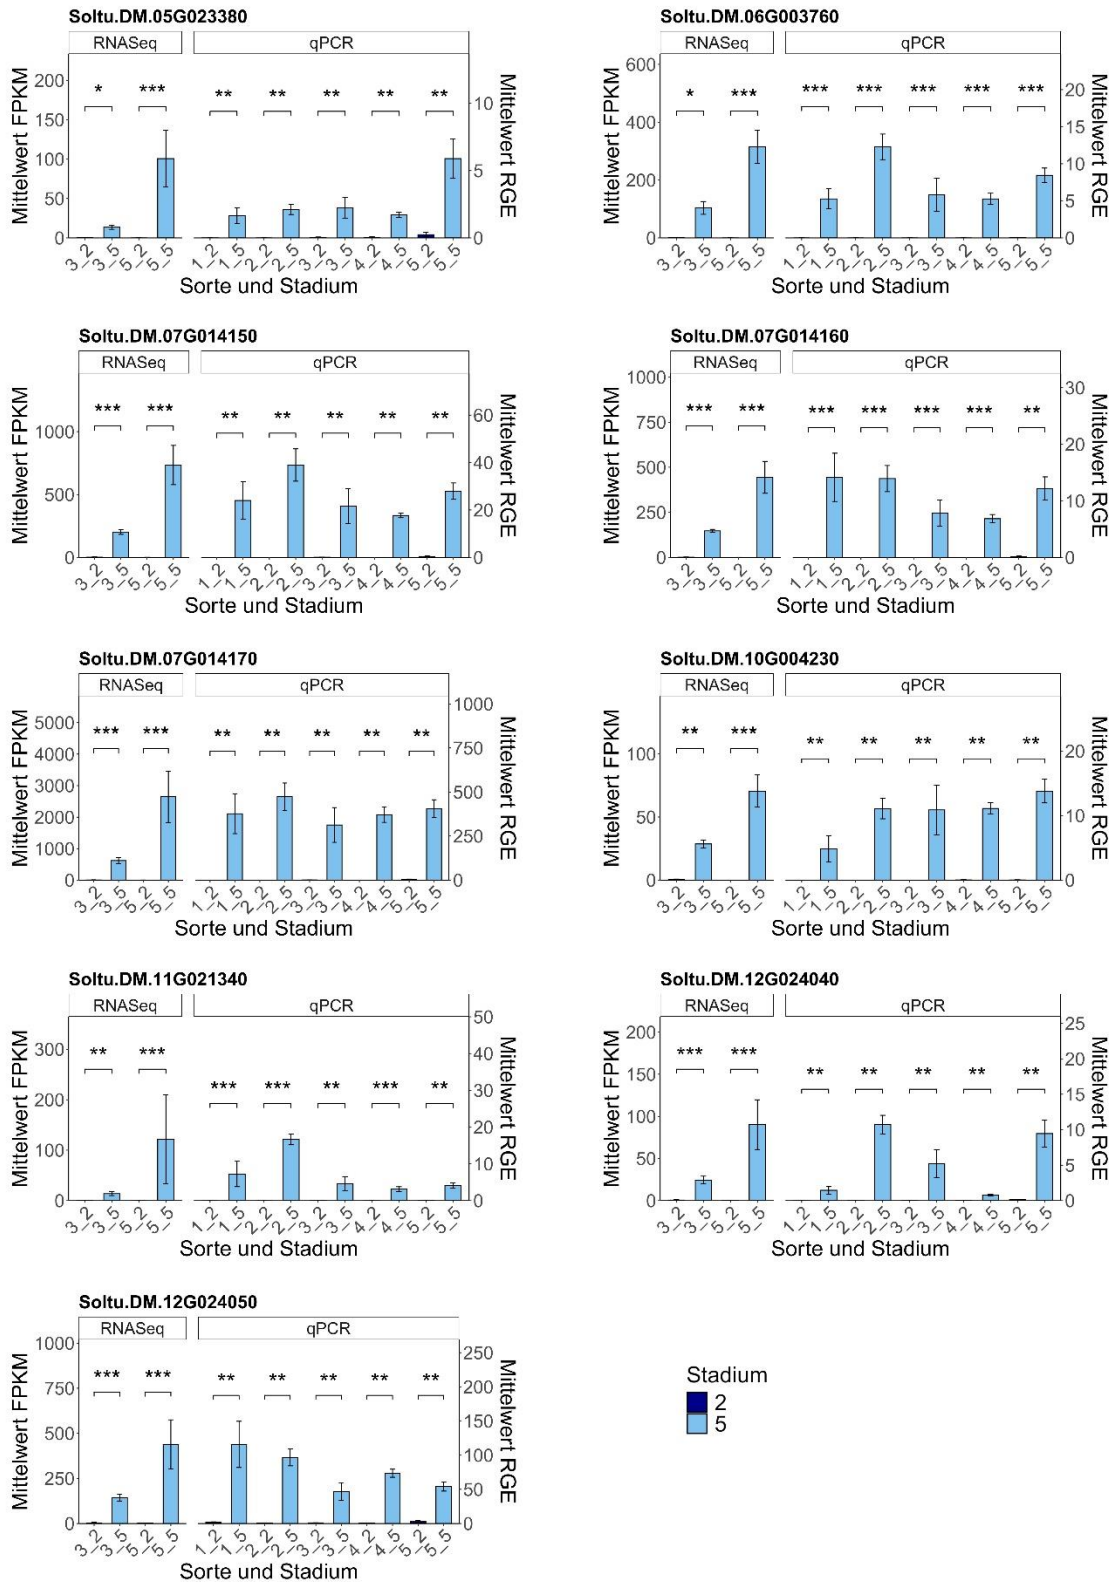 Soltu.DM.05G023380
RNASeq qPCR
Mittelwert FPKM
200
150
100
50
0
* *** ** ** ** ** **
10
5
0
Mittelwert RGE
3_2 3_5 5_2 5_5 1_2 1_5 2_2 2_5 3_2 3_5 4_2 4_5 5_2 5_5
Sorte und Stadium
Soltu.DM.06G003760
RNASeq qPCR
Mittelwert FPKM
600
400
200
0
* *** *** *** *** *** ***
20
15
10
5
0
Mittelwert RGE
3_2 3_5 5_2 5_5 1_2 1_5 2_2 2_5 3_2 3_5 4_2 4_5 5_2 5_5
Sorte und Stadium
Soltu.DM.07G014150
RNASeq qPCR
Mittelwert FPKM
1000
500
0
*** *** ** ** ** ** **
60
40
20
0
Mittelwert RGE
3_2 3_5 5_2 5_5 1_2 1_5 2_2 2_5 3_2 3_5 4_2 4_5 5_2 5_5
Sorte und Stadium
Soltu.DM.07G014160
RNASeq qPCR
Mittelwert FPKM
1000
750
500
250
0
*** *** *** *** *** *** **
30
20
10
0
Mittelwert RGE
3_2 3_5 5_2 5_5 1_2 1_5 2_2 2_5 3_2 3_5 4_2 4_5 5_2 5_5
Sorte und Stadium
Soltu.DM.07G014170
RNASeq qPCR
Mittelwert FPKM
5000
4000
3000
2000
1000
0
*** *** ** ** ** ** **
1000
750
500
250
0
Mittelwert RGE
3_2 3_5 5_2 5_5 1_2 1_5 2_2 2_5 3_2 3_5 4_2 4_5 5_2 5_5
Sorte und Stadium
Soltu.DM.10G004230
RNASeq qPCR
Mittelwert FPKM
100
50
0
** *** ** ** ** ** **
20
10
0
Mittelwert RGE
3_2 3_5 5_2 5_5 1_2 1_5 2_2 2_5 3_2 3_5 4_2 4_5 5_2 5_5
Sorte und Stadium
Soltu.DM.11G021340
RNASeq qPCR
Mittelwert FPKM
300
200
100
0
** *** *** *** ** *** **
50
40
30
20
10
0
Mittelwert RGE
3_2 3_5 5_2 5_5 1_2 1_5 2_2 2_5 3_2 3_5 4_2 4_5 5_2 5_5
Sorte und Stadium
Soltu.DM.12G024040
RNASeq qPCR
Mittelwert FPKM
200
150
100
50
0
*** *** ** ** ** ** **
25
20
15
10
5
0
Mittelwert RGE
3_2 3_5 5_2 5_5 1_2 1_5 2_2 2_5 3_2 3_5 4_2 4_5 5_2 5_5
Sorte und Stadium
Soltu.DM.12G024050
RNASeq qPCR
Mittelwert FPKM
1000
750
500
250
0
*** *** ** ** ** ** **
250
200
150
100
50
0
Mittelwert RGE
3_2 3_5 5_2 5_5 1_2 1_5 2_2 2_5 3_2 3_5 4_2 4_5 5_2 5_5
Sorte und Stadium
Stadium
2
5